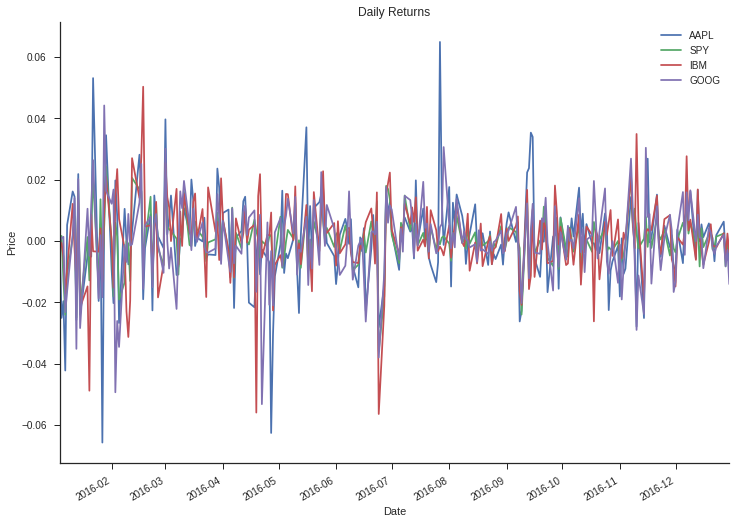 Daily Returns
AAPL
SPY
IBM
GOOG
0.06
0.04
0.02
0.00
−0.02
−0.04
−0.06
Price
2016-02
2016-03
2016-04
2016-05
2016-06
2016-07
2016-08
2016-09
2016-10
2016-11
2016-12
Date